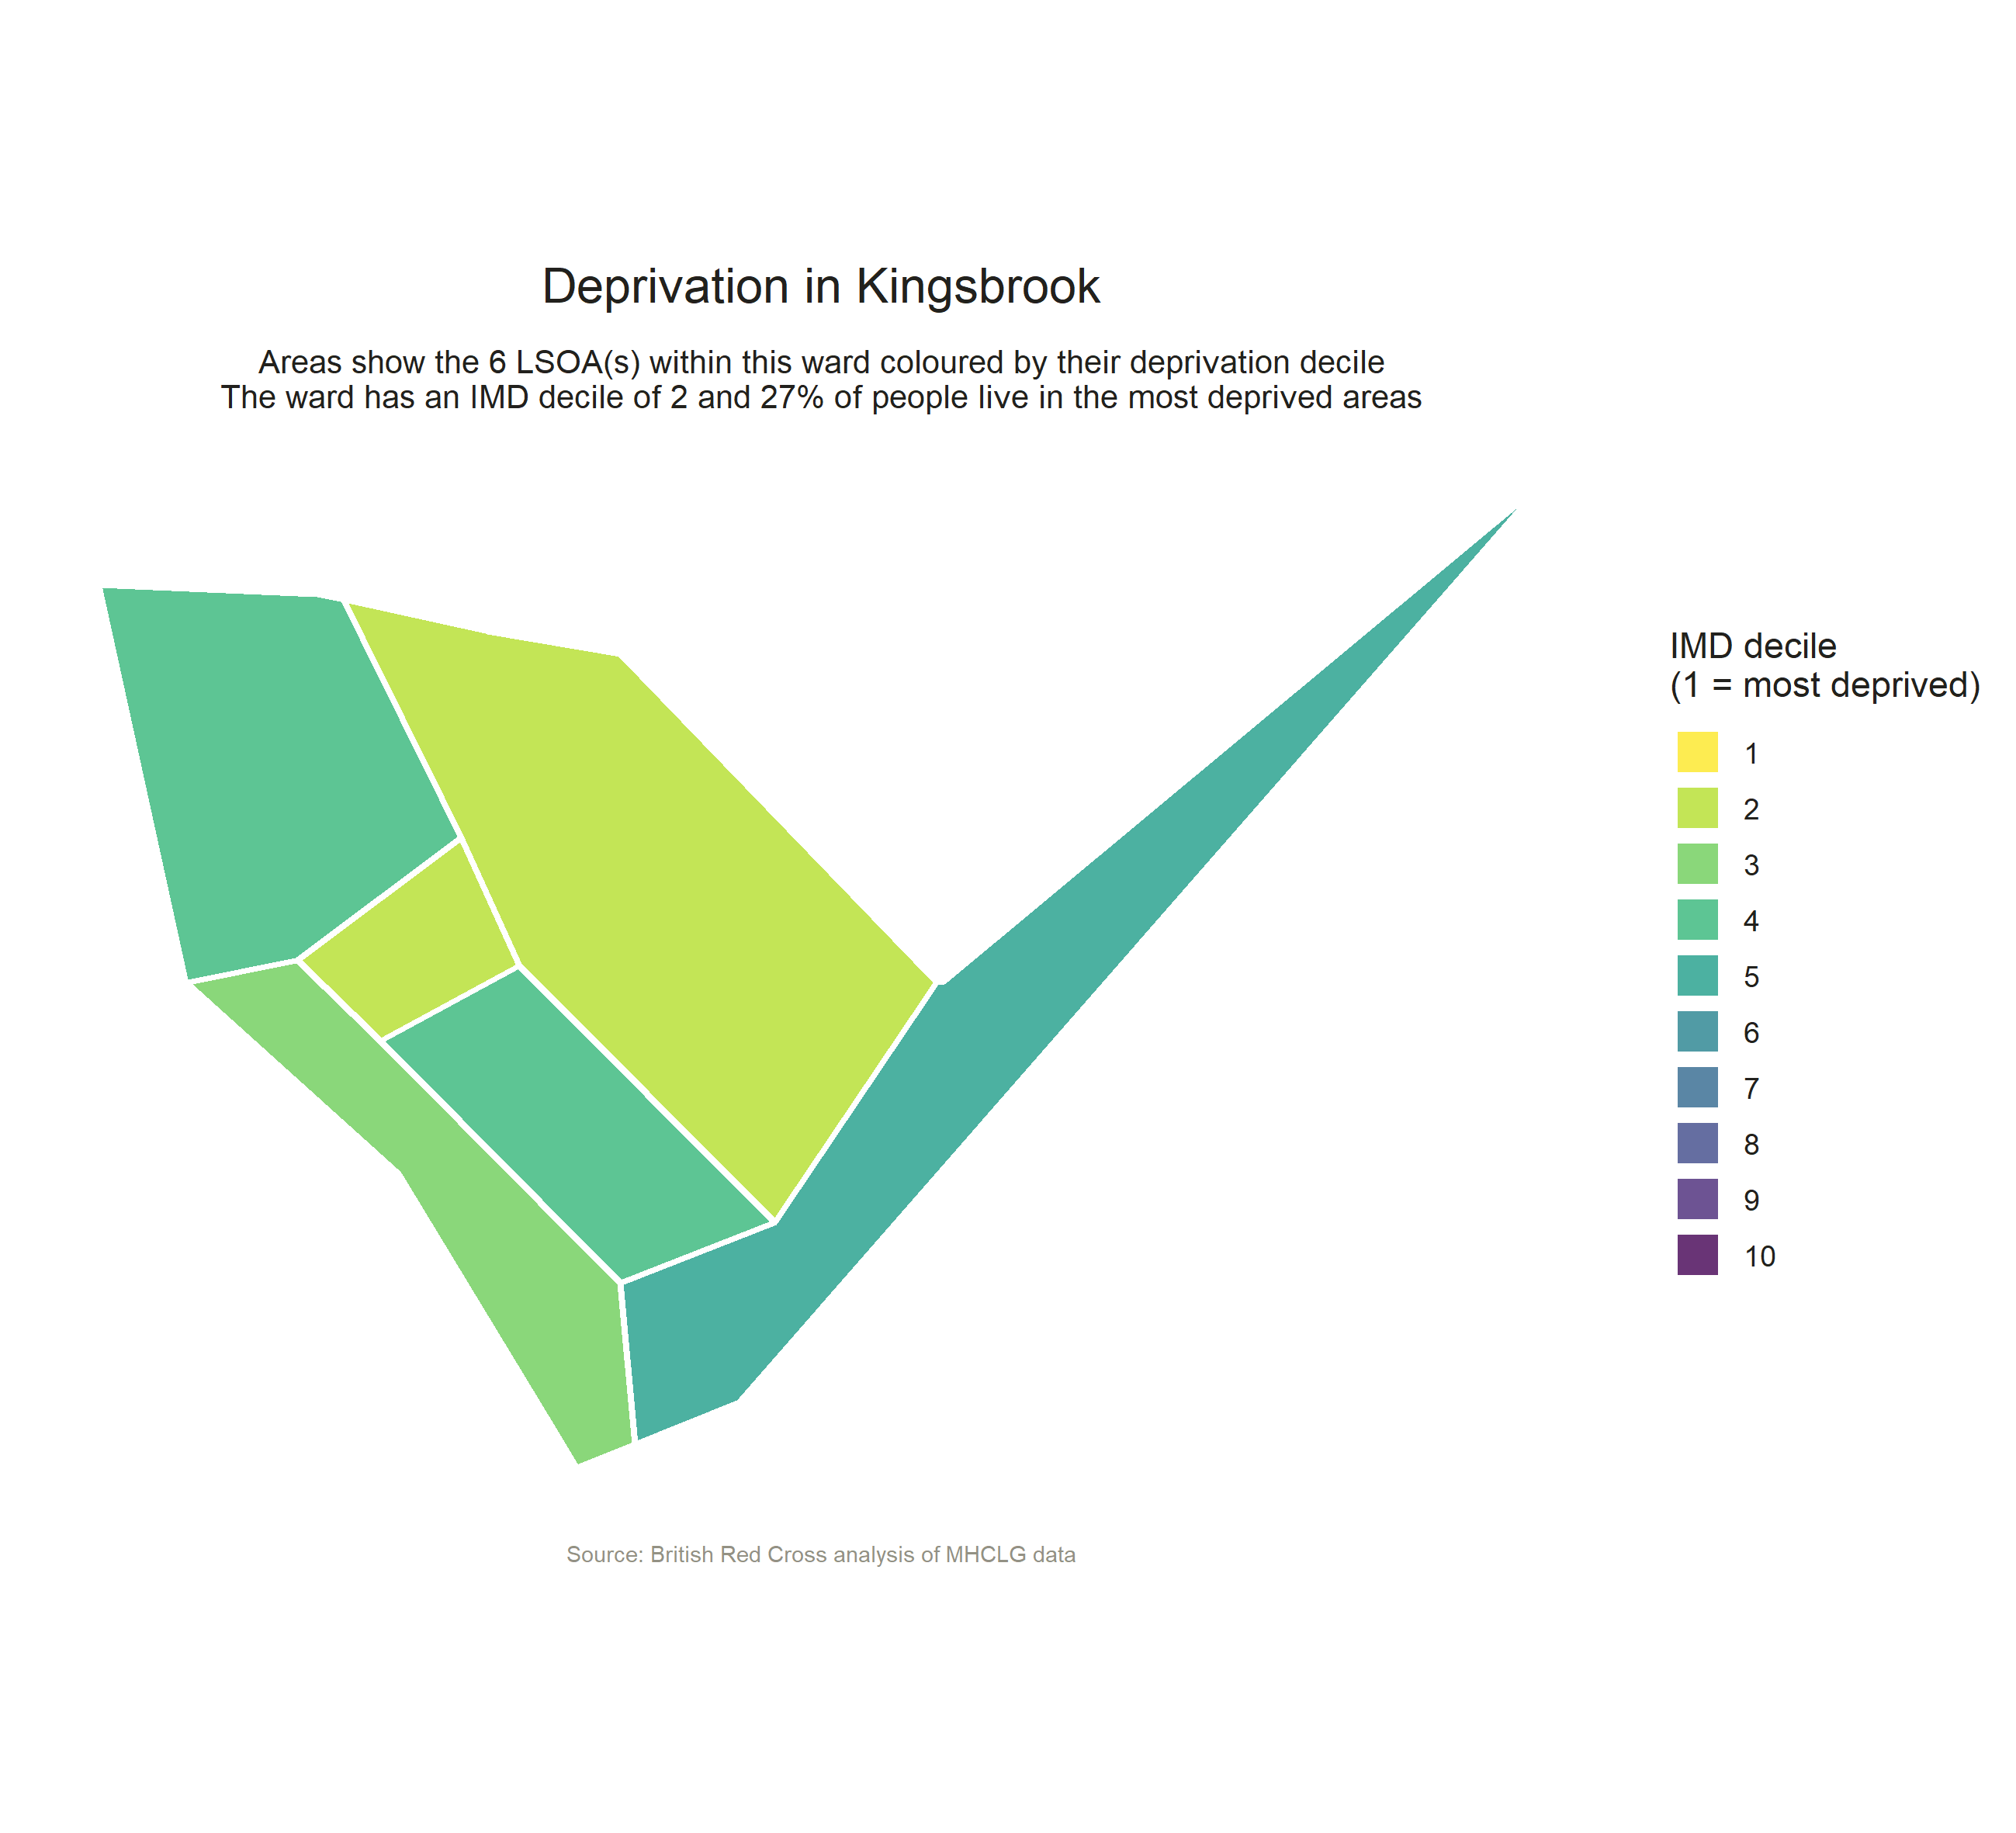 Deprivation in Kingsbrook
Areas show the 6 LSOA(s) within this ward coloured by their deprivation decile
The ward has an IMD decile of 2 and 27% of people live in the most deprived areas
IMD decile
(1 = most deprived)
1
2
3
4
5
6
7
8
9
10
Source: British Red Cross analysis of MHCLG data